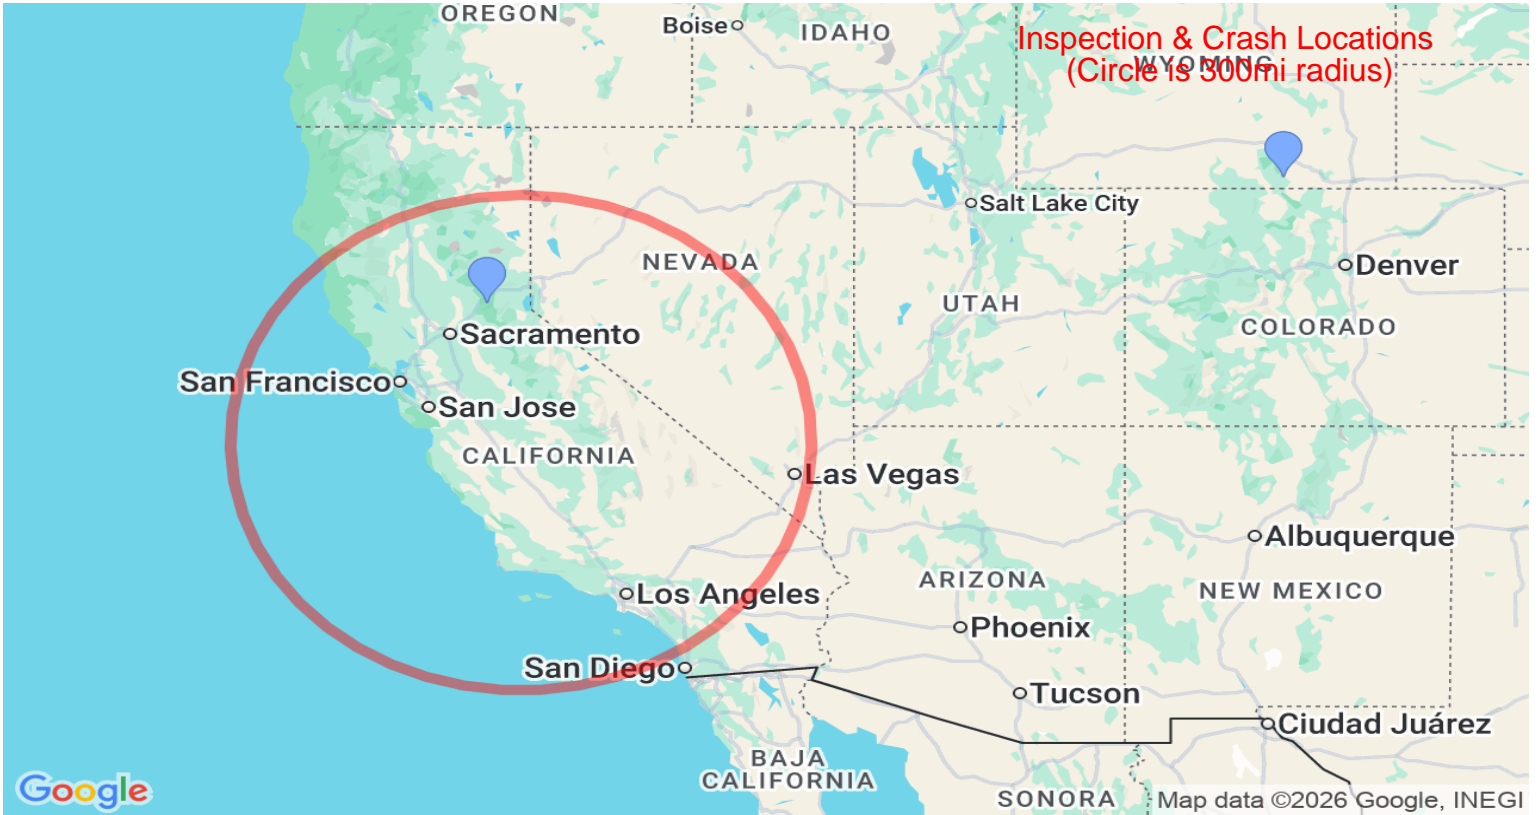 OREGON
Boise
IDAHO
Inspection & Crash Locations
WYOMING
(Circle is 300mi radius)
Salt Lake City
NEVADA
Denver
UTAH
COLORADO
Sacramento
San Francisco
San Jose
CALIFORNIA
Las Vegas
Albuquerque
ARIZONA
NEW MEXICO
Los Angeles
Phoenix
San Diego
Tucson
Ciudad Juárez
BAJA
CALIFORNIA
SONORA
Google
Map data ©2026 Google, INEGI